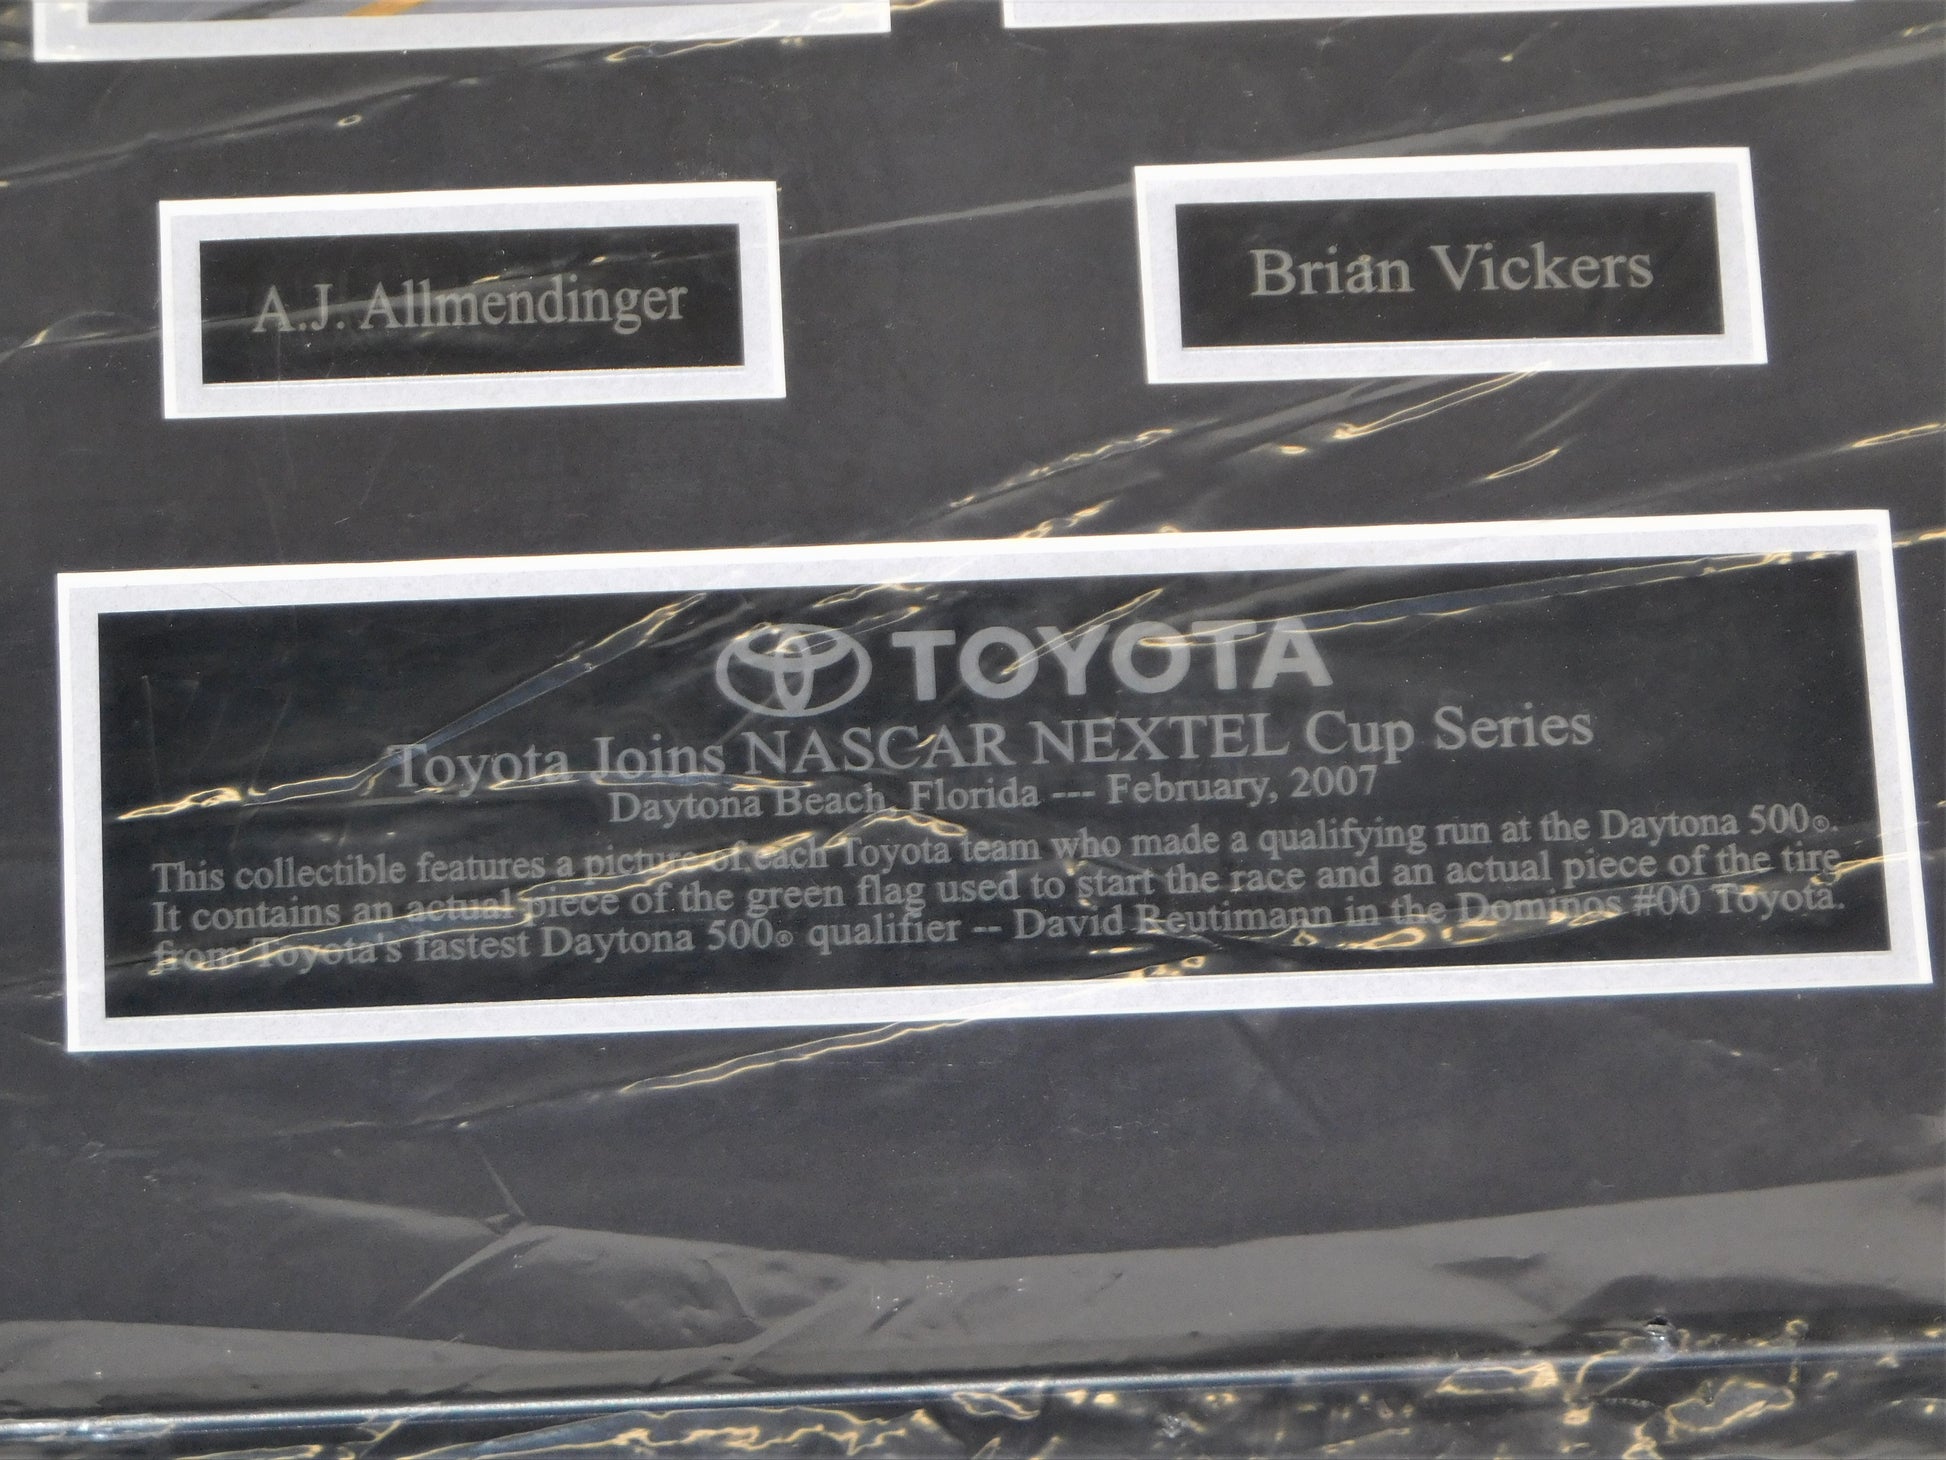 A.J. Allmendinger
Brian Vickers
TOYOTA
Toyota Joins NASCAR NEXTEL Cup Series
Daytona Beach, Florida --- February, 2007
This collectible features a picture of each Toyota team who made a qualifying run at the Daytona 500®.
It contains an actual piece of the green flag used to start the race and an actual piece of the tire
from Toyota's fastest Daytona 500® qualifier -- David Reutimann in the Dominos #00 Toyota.